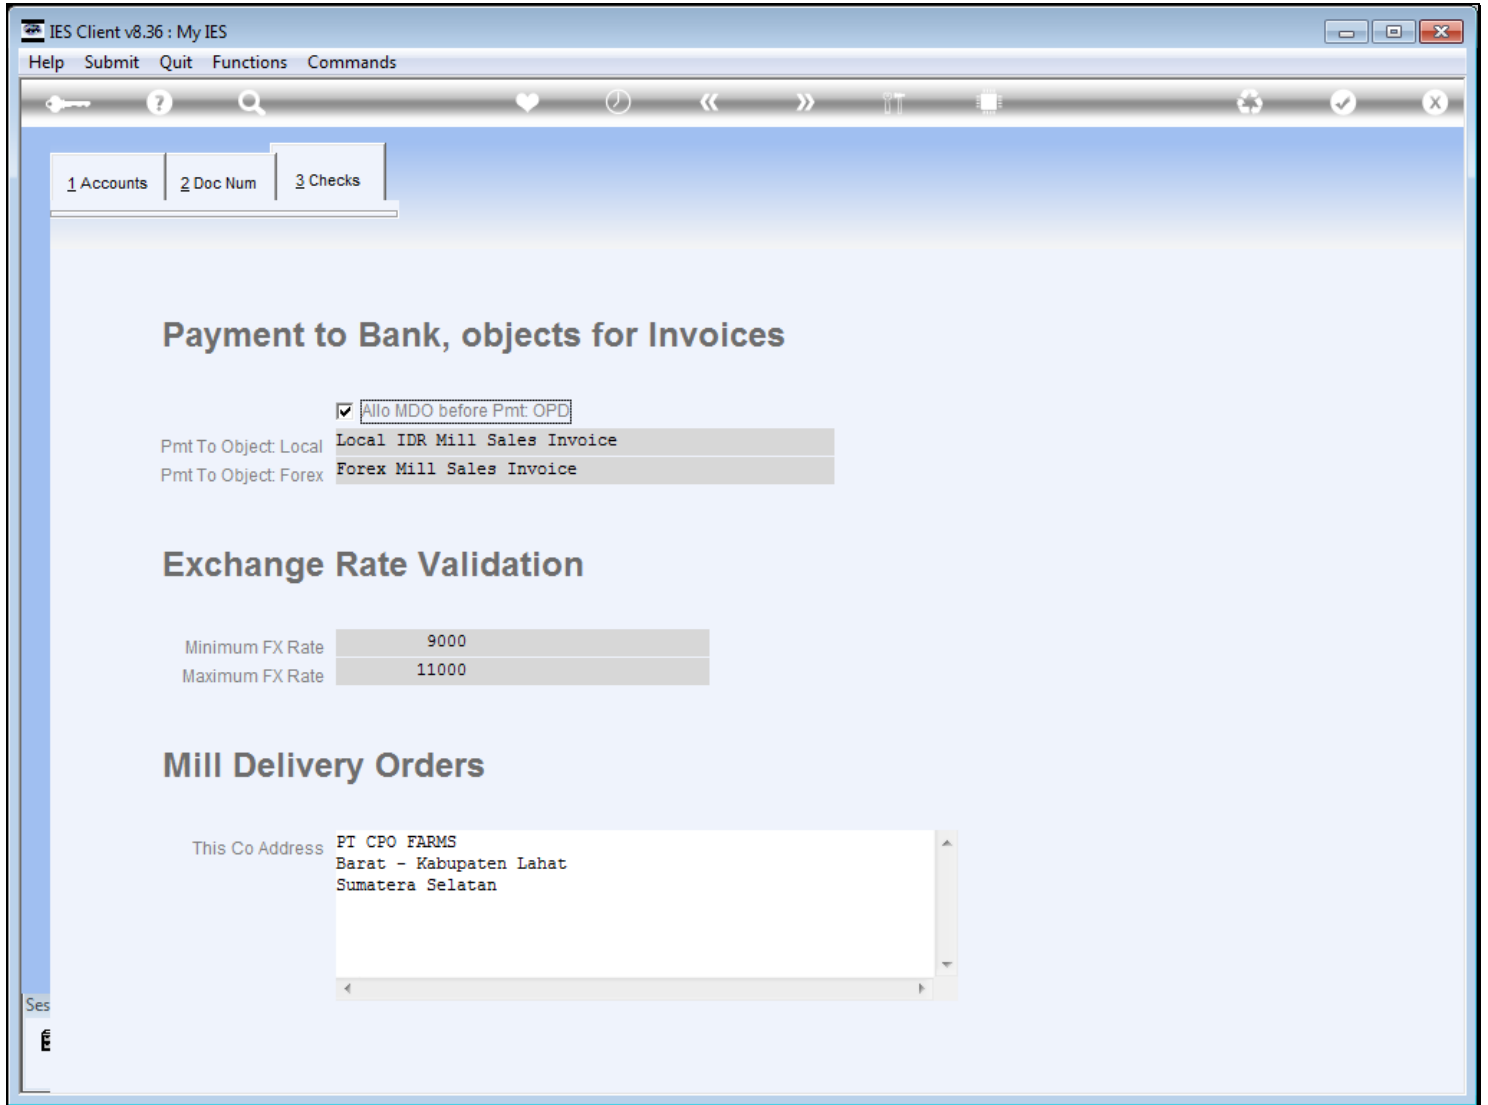 IES Client v8.36 : My IES
Help Submit Quit Functions Commands
1 Accounts 2 Doc Num 3 Checks
Payment to Bank, objects for Invoices
Allo MDO before Pmt: OPD
Pmt To Object: Local Local IDR Mill Sales Invoice
Pmt To Object: Forex Forex Mill Sales Invoice
Exchange Rate Validation
Minimum FX Rate 9000
Maximum FX Rate 11000
Mill Delivery Orders
This Co Address PT CPO FARMS
Barat - Kabupaten Lahat
Sumatera Selatan
Ses